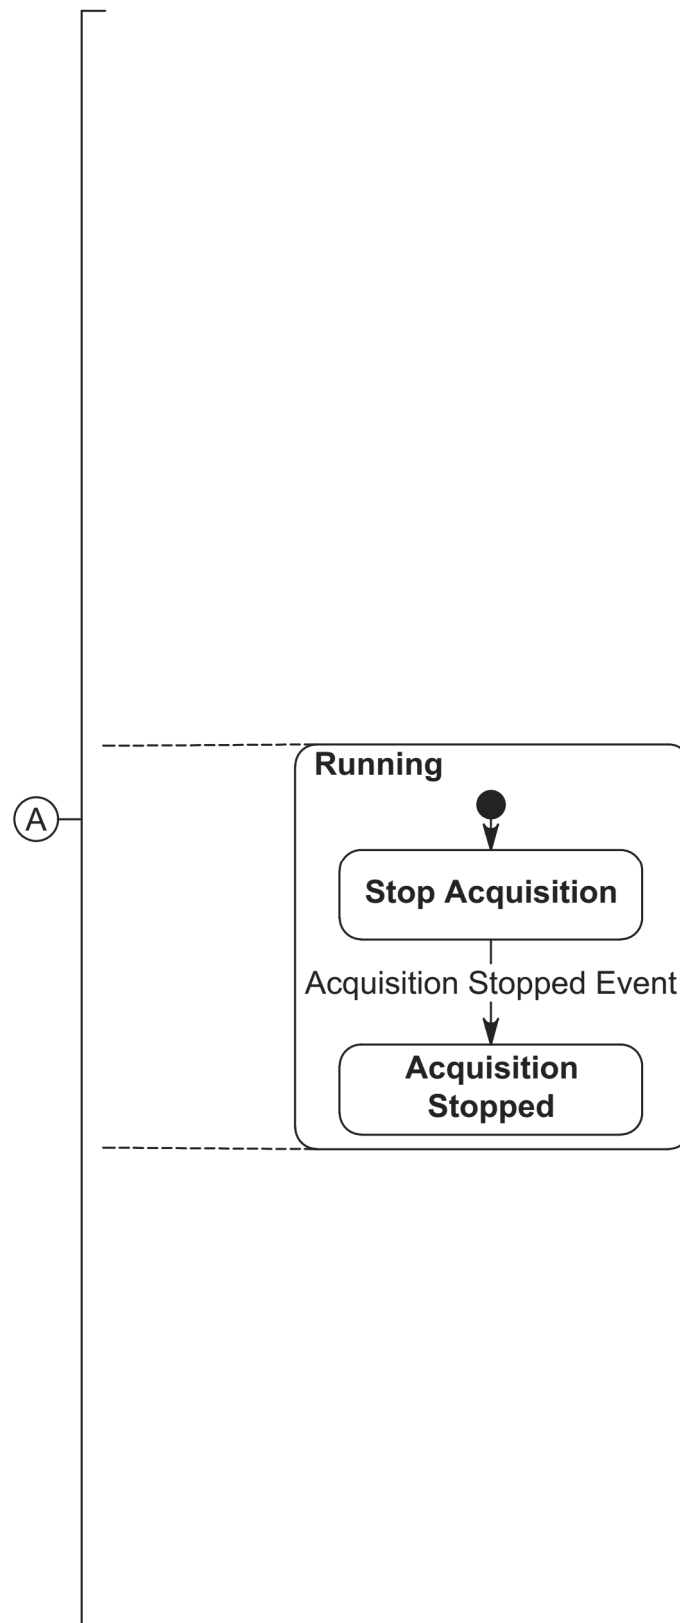 Running
A
Stop Acquisition
Acquisition Stopped Event
Acquisition
Stopped